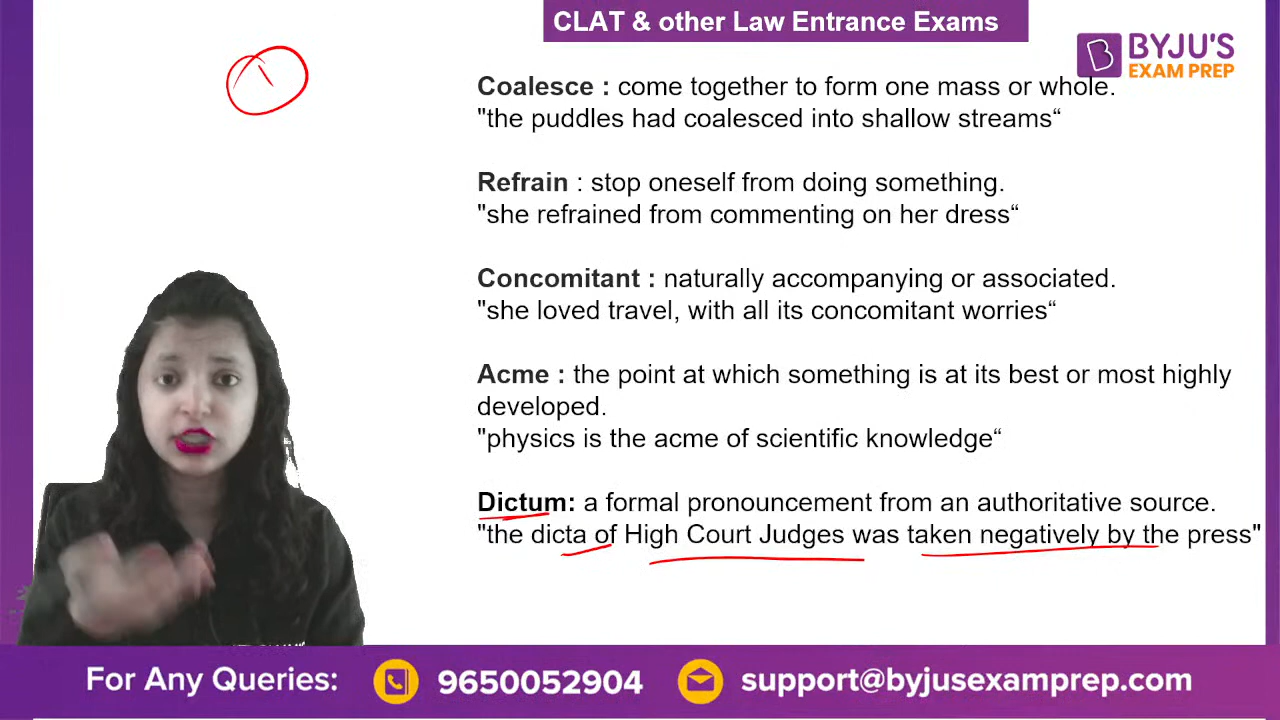 CLAT & other Law Entrance Exams
BYJU'S
EXAM PREP
Coalesce : come together to form one mass or whole.
"the puddles had coalesced into shallow streams“
Refrain : stop oneself from doing something.
"she refrained from commenting on her dress“
Concomitant : naturally accompanying or associated.
"she loved travel, with all its concomitant worries“
Acme : the point at which something is at its best or most highly
developed.
"physics is the acme of scientific knowledge“
Dictum: a formal pronouncement from an authoritative source.
"the dicta of High Court Judges was taken negatively by the press"
For Any Queries: 9650052904 support@byjusexamprep.com